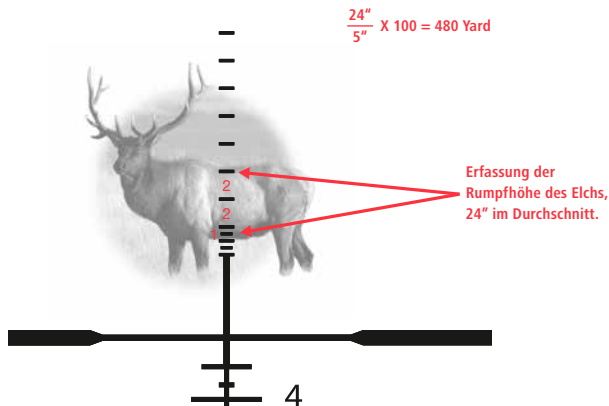 24“
5“
X 100 = 480 Yard
2
2
1
Erfassung der
Rumpfhöhe des Elchs,
24“ im Durchschnitt.
4